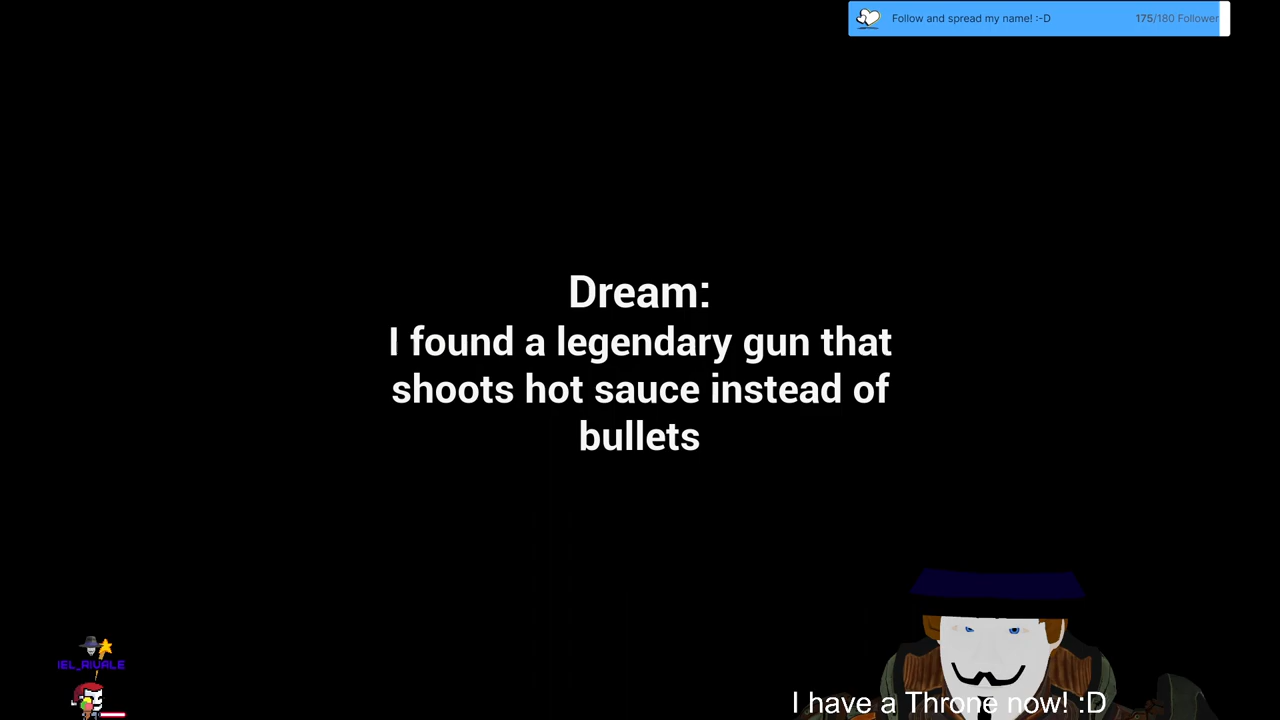 Follow and spread my name! :-D
175/180 Follower
Dream:
I found a legendary gun that
shoots hot sauce instead of
bullets
IEL_RIVALE
I have a Throne now! :D